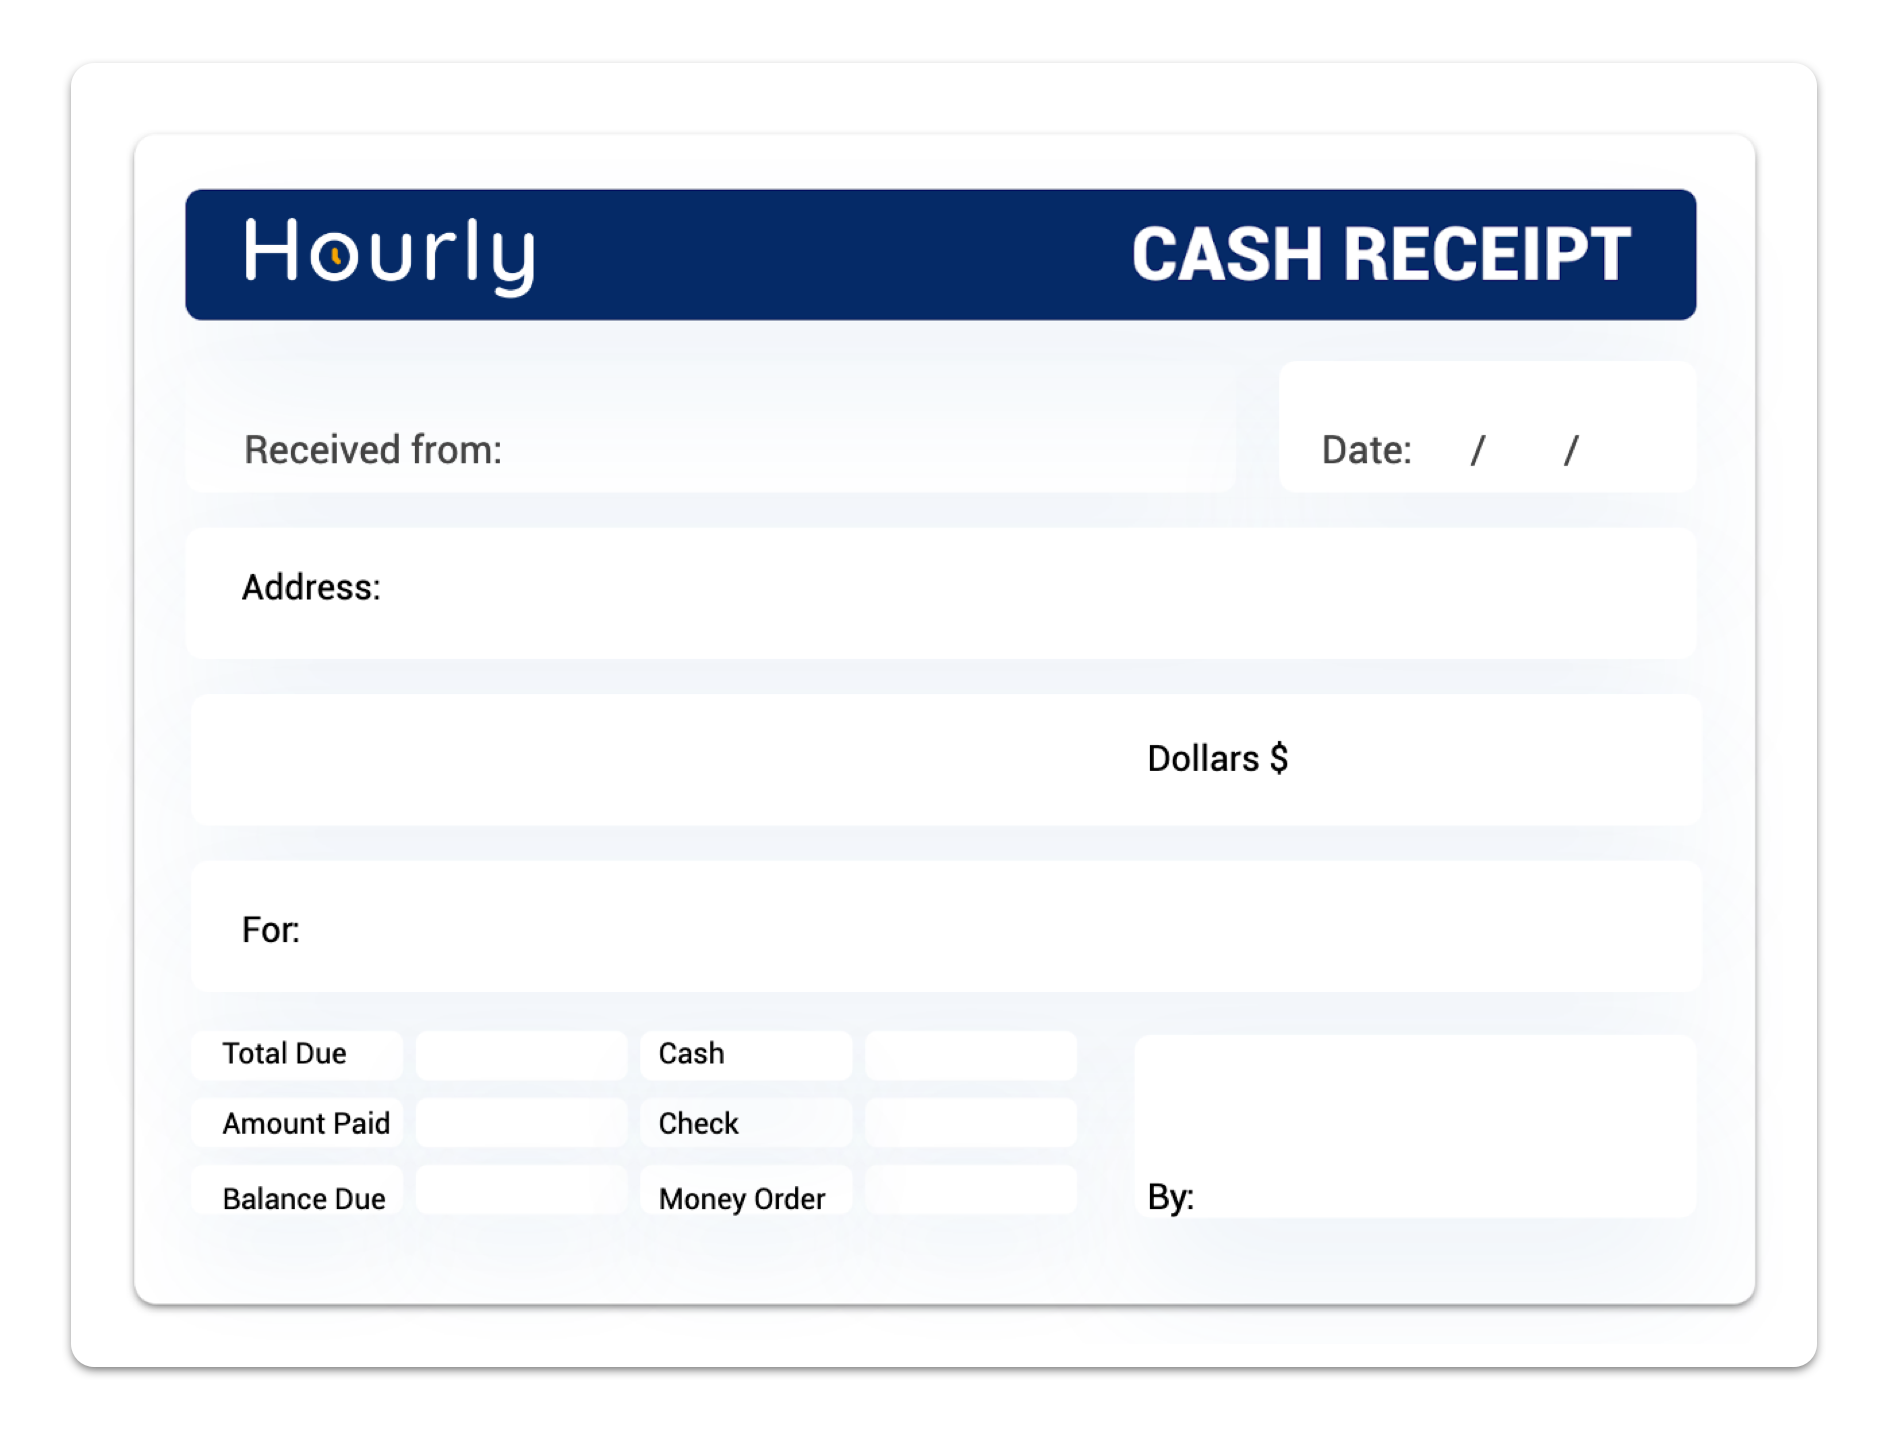 Hourly CASH RECEIPT
Received from: Date: / /
Address:
Dollars $
For:
Total Due Cash
Amount Paid Check
Balance Due Money Order
By: